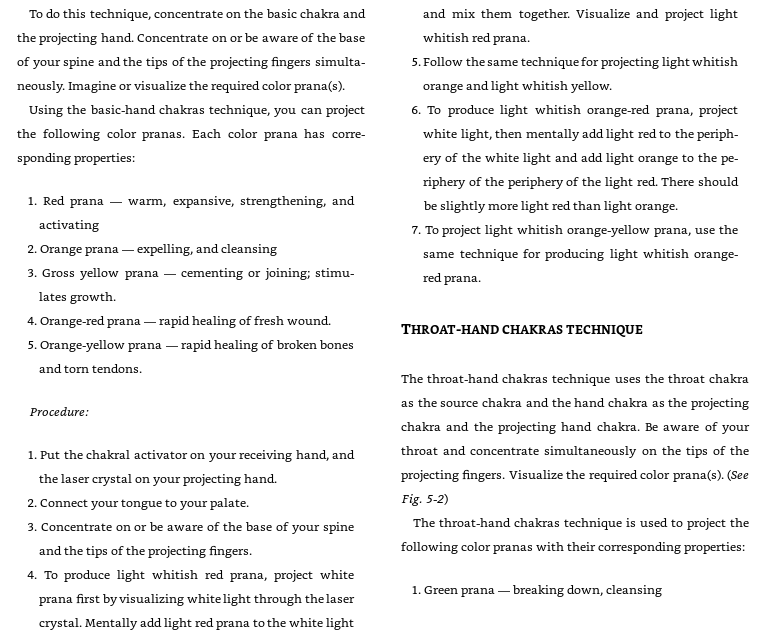 To do this technique, concentrate on the basic chakra and
the projecting hand. Concentrate on or be aware of the base
of your spine and the tips of the projecting fingers simulta-
neously. Imagine or visualize the required color prana(s).
Using the basic-hand chakras technique, you can project
the following color pranas. Each color prana has corre-
sponding properties:
1. Red prana — warm, expansive, strengthening, and
activating
2. Orange prana — expelling, and cleansing
3. Gross yellow prana — cementing or joining; stimu-
lates growth.
4. Orange-red prana — rapid healing of fresh wound.
5. Orange-yellow prana — rapid healing of broken bones
and torn tendons.
Procedure:
1. Put the chakral activator on your receiving hand, and
the laser crystal on your projecting hand.
2. Connect your tongue to your palate.
3. Concentrate on or be aware of the base of your spine
and the tips of the projecting fingers.
4. To produce light whitish red prana, project white
prana first by visualizing white light through the laser
crystal. Mentally add light red prana to the white light
and mix them together. Visualize and project light
whitish red prana.
5. Follow the same technique for projecting light whitish
orange and light whitish yellow.
6. To produce light whitish orange-red prana, project
white light, then mentally add light red to the periph-
ery of the white light and add light orange to the pe-
riphery of the periphery of the light red. There should
be slightly more light red than light orange.
7. To project light whitish orange-yellow prana, use the
same technique for producing light whitish orange-
red prana.
THROAT-HAND CHAKRAS TECHNIQUE
The throat-hand chakras technique uses the throat chakra
as the source chakra and the hand chakra as the projecting
chakra and the projecting hand chakra. Be aware of your
throat and concentrate simultaneously on the tips of the
projecting fingers. Visualize the required color prana(s). (See
Fig. 5-2)
The throat-hand chakras technique is used to project the
following color pranas with their corresponding properties:
1. Green prana — breaking down, cleansing